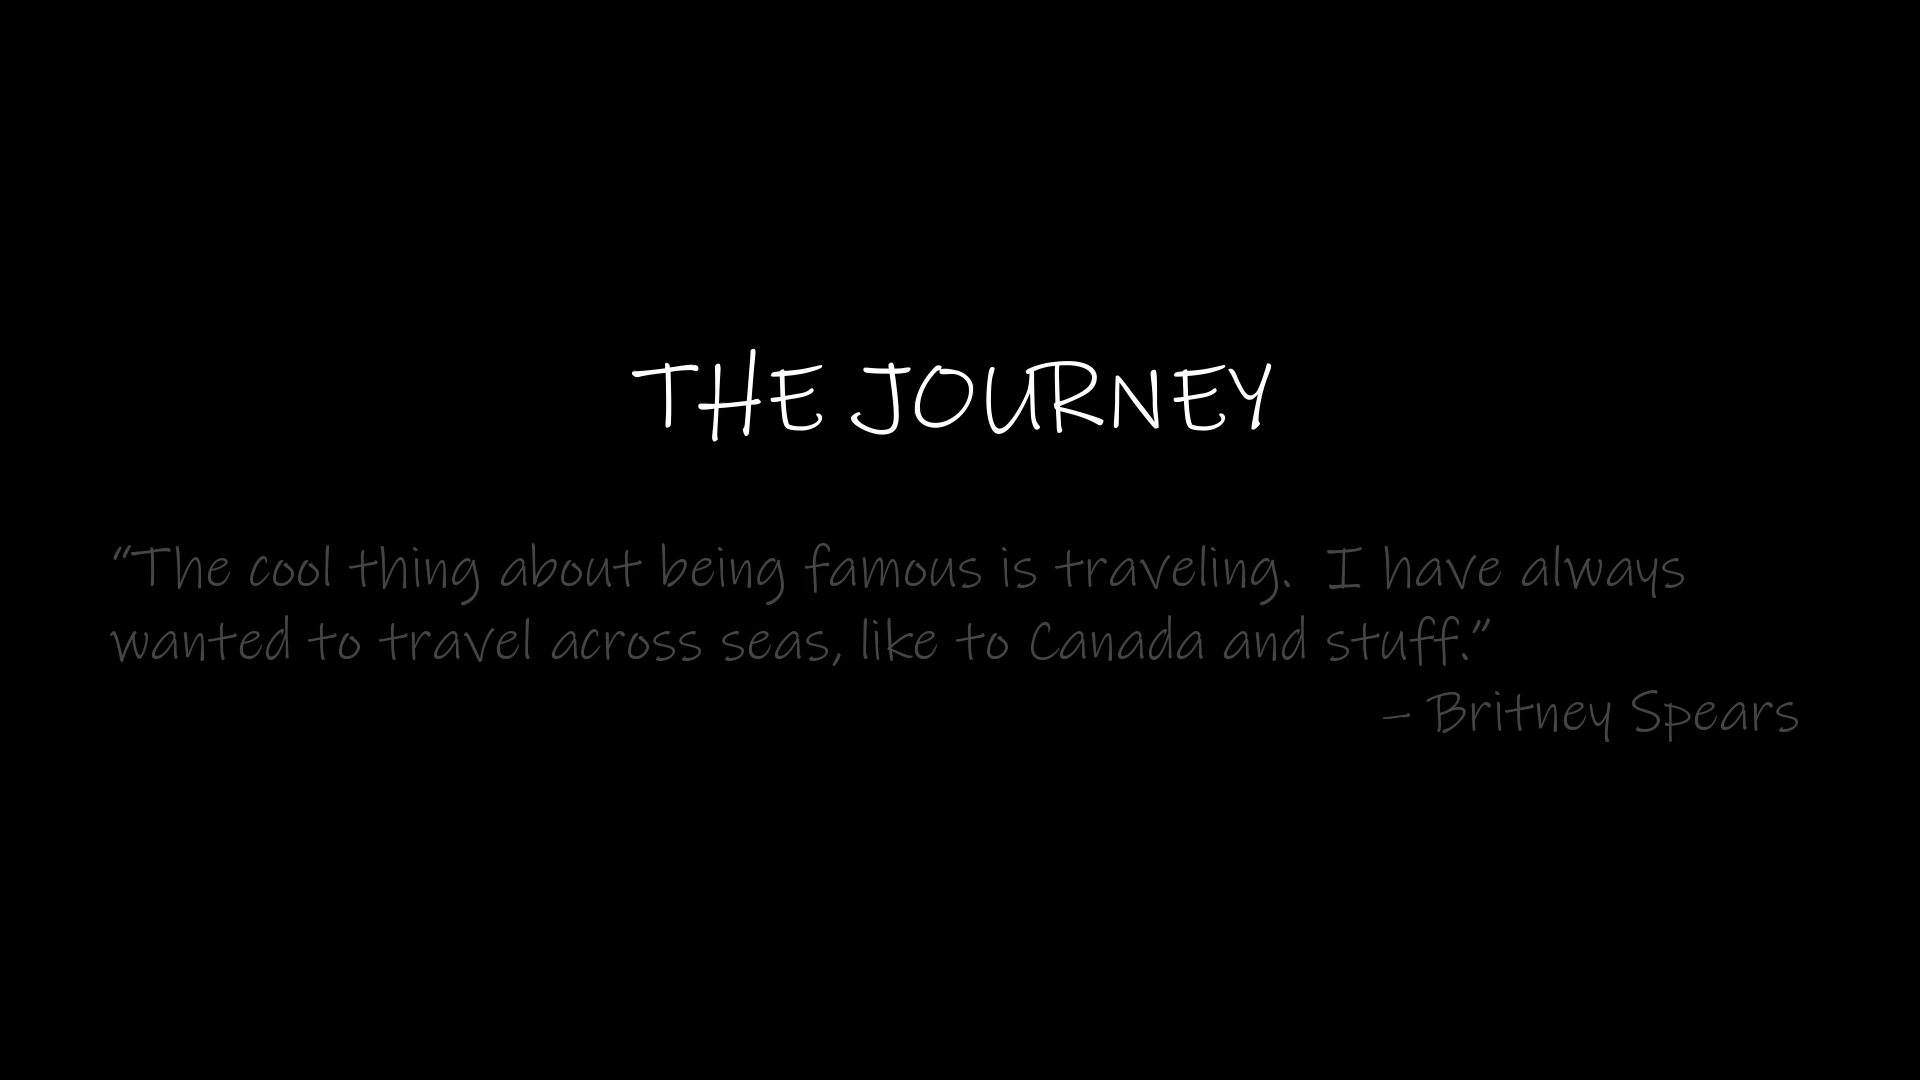 THE JOURNEY
“The cool thing about being famous is traveling.  I have always
wanted to travel across seas, like to Canada and stuff.”
– Britney Spears